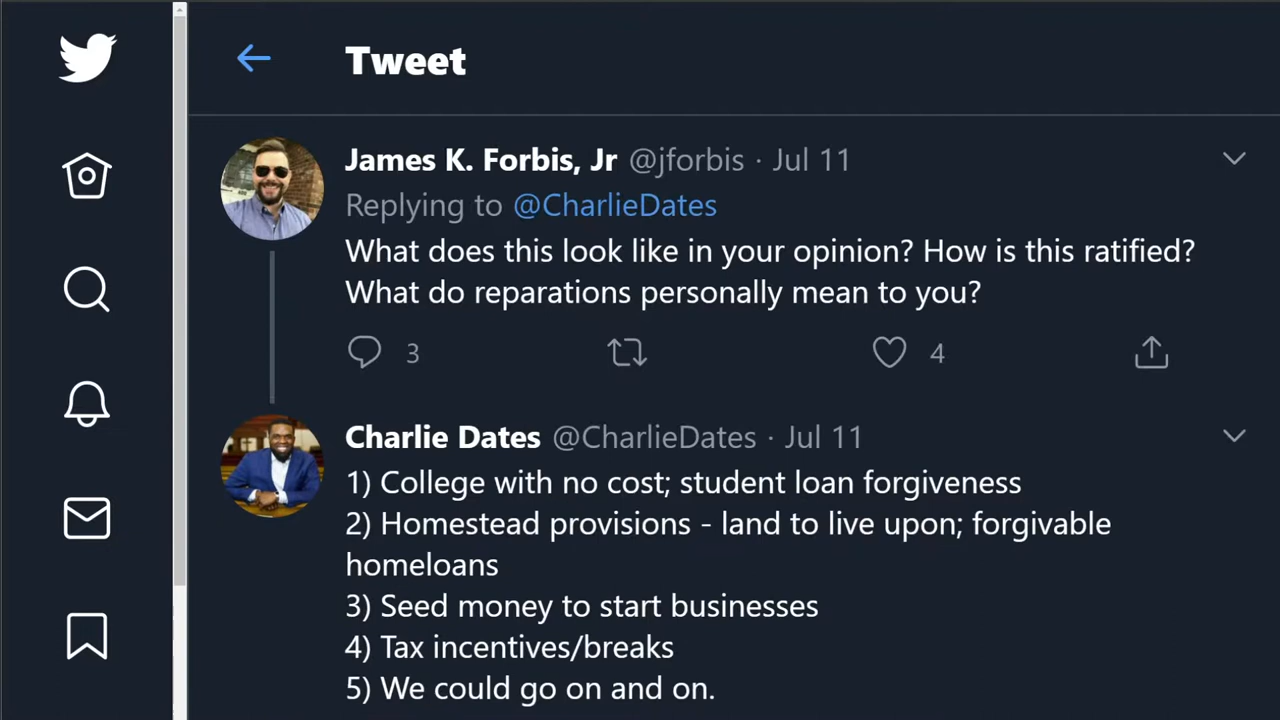 Tweet
James K. Forbis, Jr @jforbis · Jul 11
Replying to @CharlieDates
What does this look like in your opinion? How is this ratified?
What do reparations personally mean to you?
3 4
Charlie Dates @CharlieDates · Jul 11
1) College with no cost; student loan forgiveness
2) Homestead provisions - land to live upon; forgivable
homeloans
3) Seed money to start businesses
4) Tax incentives/breaks
5) We could go on and on.